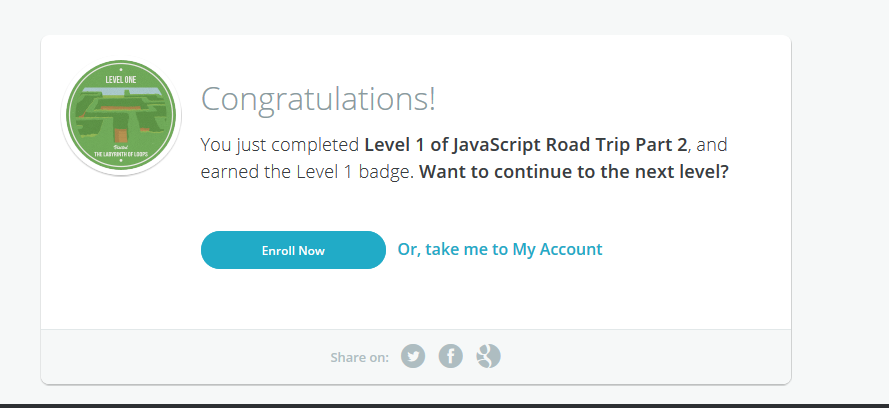 LEVEL ONE
Visited
THE LABYRINTH OF LOOPS
Congratulations!
You just completed Level 1 of JavaScript Road Trip Part 2, and
earned the Level 1 badge. Want to continue to the next level?
Enroll Now
Or, take me to My Account
Share on: